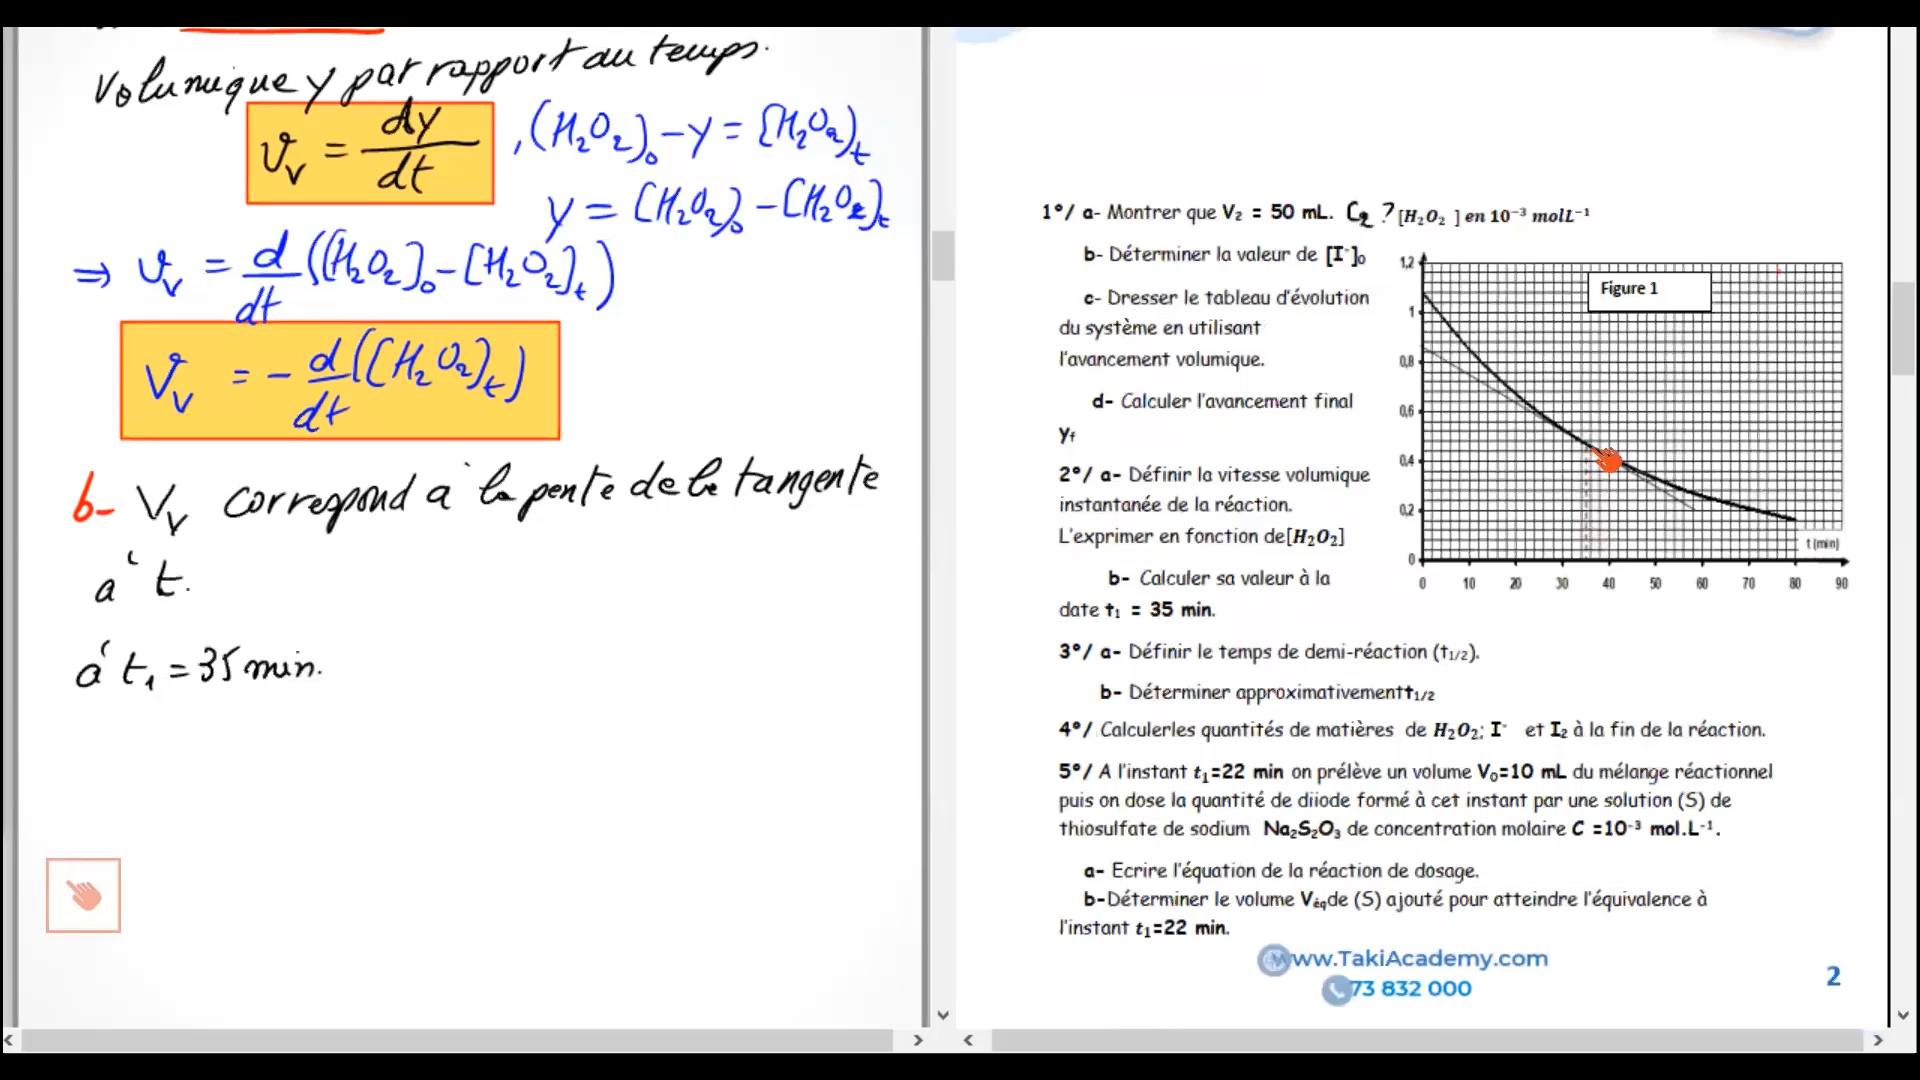 Volumique y par rapport au temps.
Vv = dy/dt , (H₂O₂)₀ - y = [H₂O₂]t
y = [H₂O₂]₀ - [H₂O₂]t
⇒ Vv = d/dt ([H₂O₂]₀ - [H₂O₂]t)
Vv = - d/dt ([H₂O₂]t)
b- Vv correspond à la pente de la tangente
à t.
à t₁ = 35 min.
1°/ a- Montrer que V₂ = 50 mL. C₂ ?
b- Déterminer la valeur de [I⁻]₀
c- Dresser le tableau d'évolution
du système en utilisant
l'avancement volumique.
d- Calculer l'avancement final
yf
2°/ a- Définir la vitesse volumique
instantanée de la réaction.
L'exprimer en fonction de[H₂O₂]
b- Calculer sa valeur à la
date t₁ = 35 min.
[H₂O₂ ] en 10⁻³ molL⁻¹
Figure 1
1,2
1
0,8
0,6
0,4
0,2
0
t (min)
0 10 20 30 40 50 60 70 80 90
3°/ a- Définir le temps de demi-réaction (t1/2).
b- Déterminer approximativementt1/2
4°/ Calculerles quantités de matières de H₂O₂; I⁻ et I₂ à la fin de la réaction.
5°/ A l'instant t₁=22 min on prélève un volume V₀=10 mL du mélange réactionnel
puis on dose la quantité de diiode formé à cet instant par une solution (S) de
thiosulfate de sodium Na₂S₂O₃ de concentration molaire C =10⁻³ mol.L⁻¹.
a- Ecrire l'équation de la réaction de dosage.
b-Déterminer le volume Véqde (S) ajouté pour atteindre l'équivalence à
l'instant t₁=22 min.
www.TakiAcademy.com
73 832 000
2